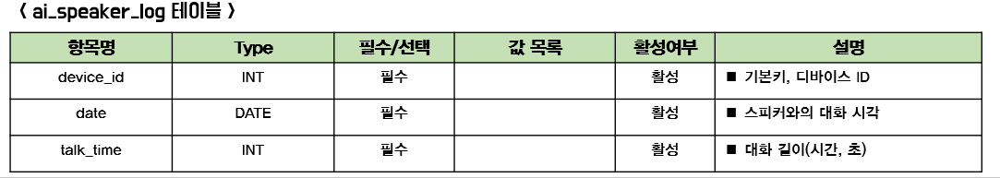 < ai_speaker_log 테이블 >
항목명 Type 필수/선택 값 목록 활성여부 설명
device_id INT 필수 활성 ■ 기본키, 디바이스 ID
date DATE 필수 활성 ■ 스피커와의 대화 시각
talk_time INT 필수 활성 ■ 대화 길이(시간, 초)